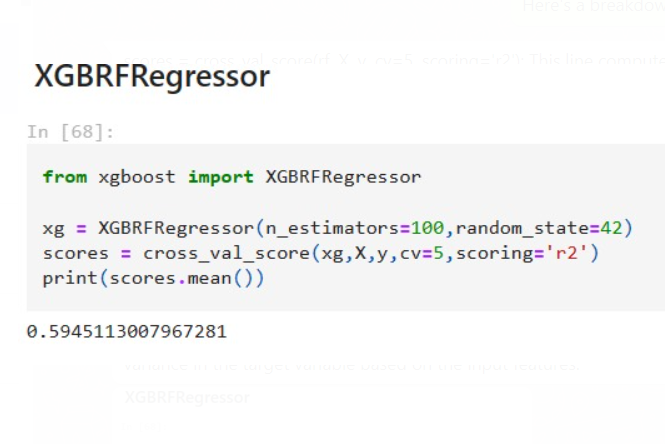 Here's a breakdow
scores = cross_val_score(rf, X, y, cv=5, scoring='r2'): This line compute
XGBRFRegressor
In [68]:
from xgboost import XGBRFRegressor
xg = XGBRFRegressor(n_estimators=100,random_state=42)
scores = cross_val_score(xg,X,y,cv=5,scoring='r2')
print(scores.mean())
0.5945113007967281
variance in the target variable based on the input features.
XGBRFRegressor